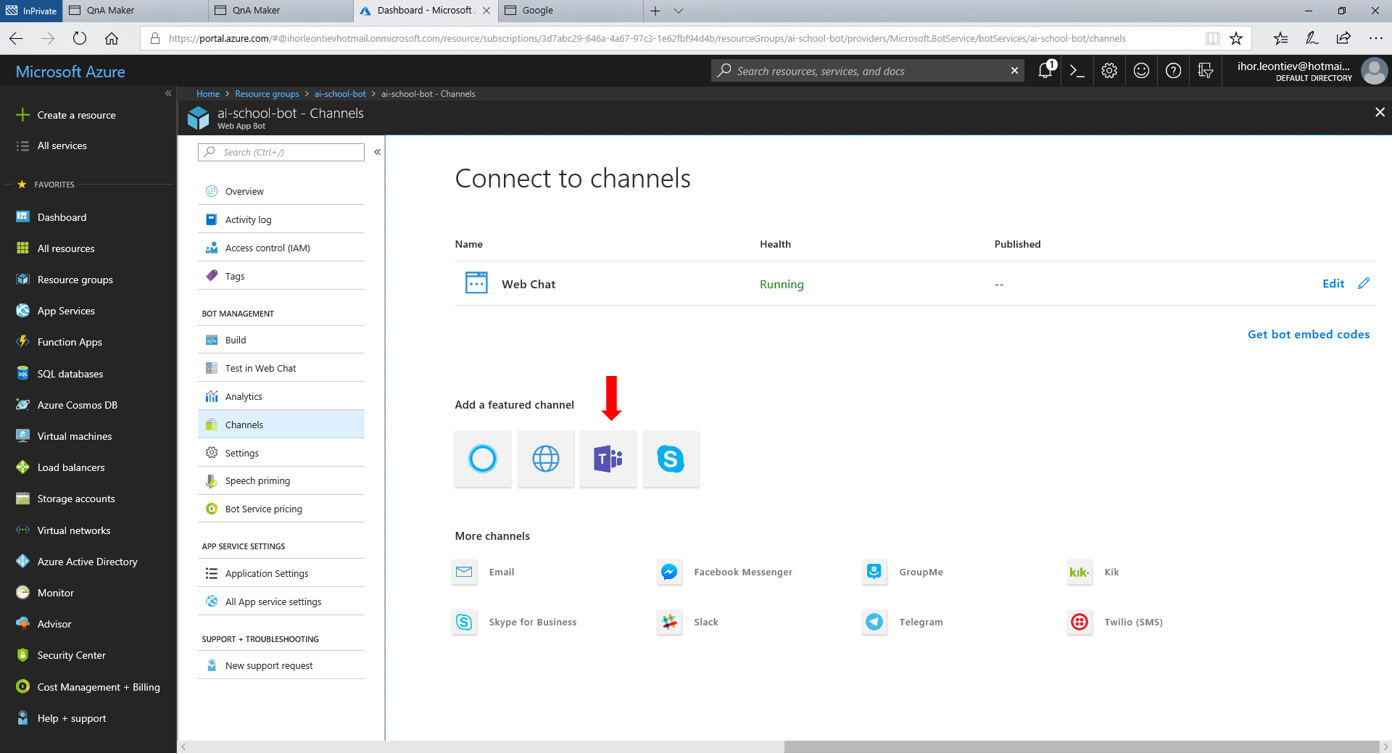 InPrivate
QnA Maker
QnA Maker
Dashboard - Microsoft
Google
https://portal.azure.com/#@ihorleontievhotmail.onmicrosoft.com/resource/subscriptions/3d7abc29-646a-4a67-97c3-1e62fbf94d4b/resourceGroups/ai-school-bot/providers/Microsoft.BotService/botServices/ai-school-bot/channels
Microsoft Azure
Search resources, services, and docs
1
ihor.leontiev@hotmai...
DEFAULT DIRECTORY
Create a resource
All services
FAVORITES
Dashboard
All resources
Resource groups
App Services
Function Apps
SQL databases
Azure Cosmos DB
Virtual machines
Load balancers
Storage accounts
Virtual networks
Azure Active Directory
Monitor
Advisor
Security Center
Cost Management + Billing
Help + support
Home > Resource groups > ai-school-bot > ai-school-bot - Channels
ai-school-bot - Channels
Web App Bot
Search (Ctrl+/)
Overview
Activity log
Access control (IAM)
Tags
BOT MANAGEMENT
Build
Test in Web Chat
Analytics
Channels
Settings
Speech priming
Bot Service pricing
APP SERVICE SETTINGS
Application Settings
All App service settings
SUPPORT + TROUBLESHOOTING
New support request
Connect to channels
Name Health Published
Web Chat Running -- Edit
Get bot embed codes
Add a featured channel
More channels
Email Facebook Messenger GroupMe kik. Kik
Skype for Business Slack Telegram Twilio (SMS)